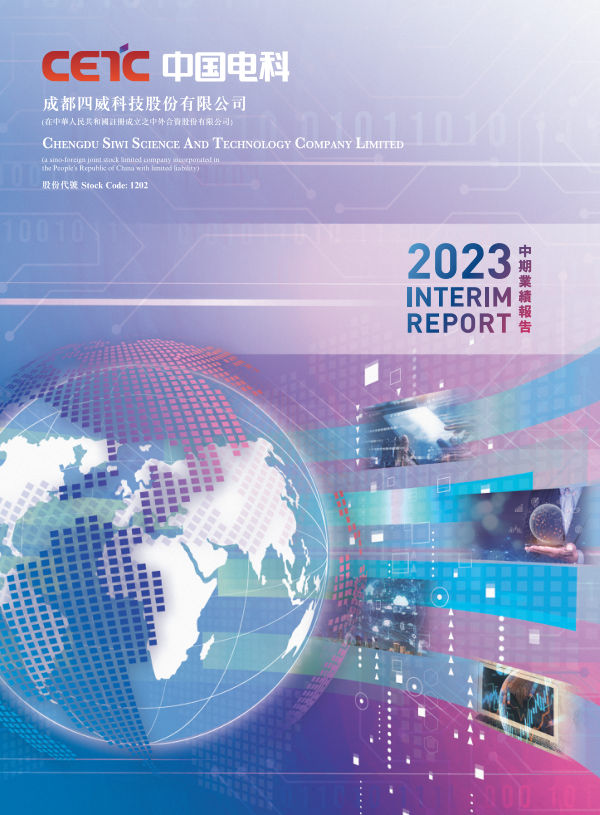 CETC 中国电科
成都四威科技股份有限公司
(在中華人民共和國註冊成立之中外合資股份有限公司)
CHENGDU SIWI SCIENCE AND TECHNOLOGY COMPANY LIMITED
(a sino-foreign joint stock limited company incorporated in
the People's Republic of China with limited liability)
股份代號 Stock Code: 1202
2023
INTERIM
REPORT
中期業績報告